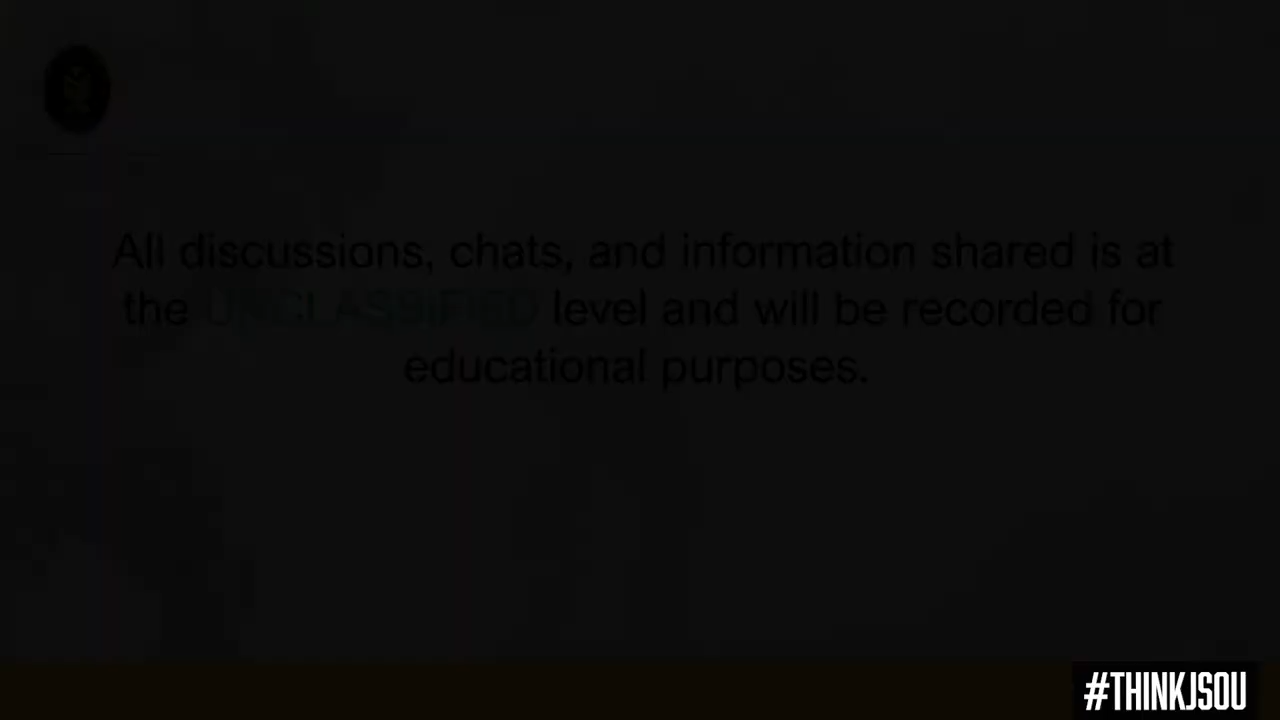 All discussions, chats, and information shared is at
the UNCLASSIFIED level and will be recorded for
educational purposes.
#THINKJSOU